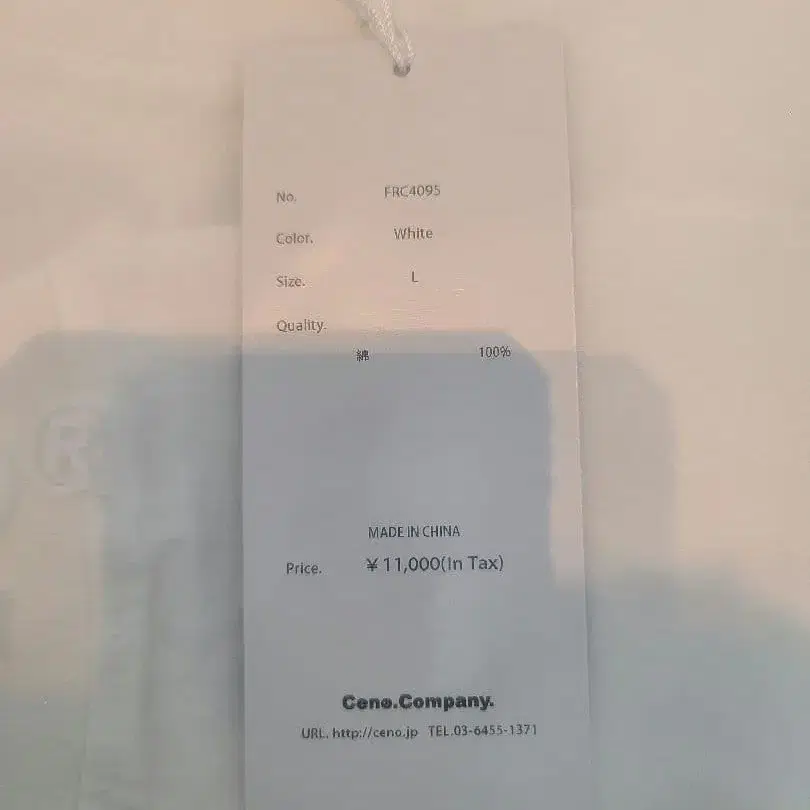 No. FRC4095
Color. White
Size. L
Quality.
綿 100%
MADE IN CHINA
Price. ¥11,000(In Tax)
Ceno.Company.
URL. http://ceno.jp TEL.03-6455-1371
R